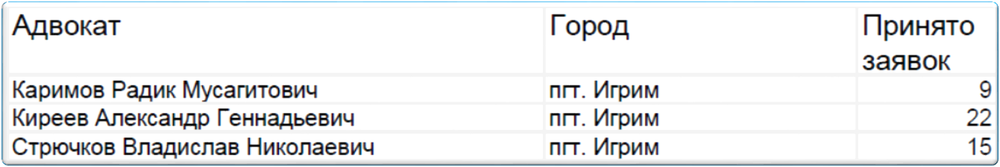 Адвокат Город Принято
заявок
Каримов Радик Мусагитович пгт. Игрим 9
Киреев Александр Геннадьевич пгт. Игрим 22
Стрючков Владислав Николаевич пгт. Игрим 15